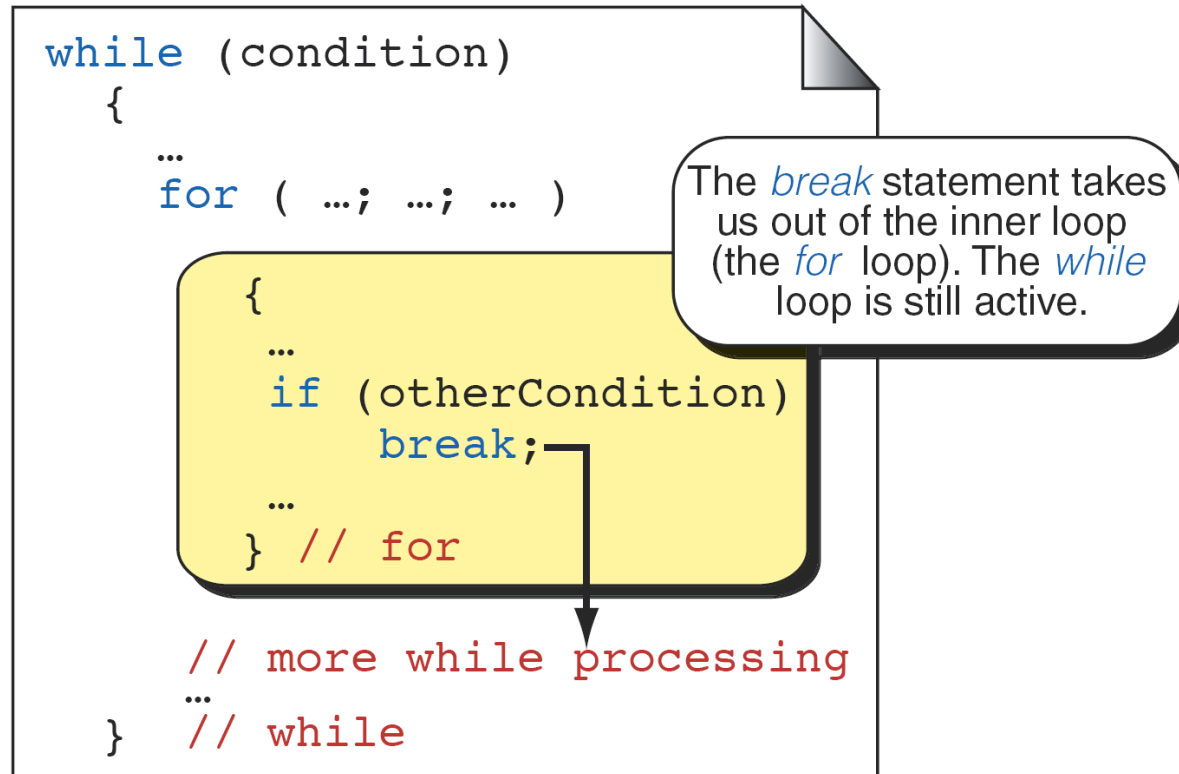 while (condition)
{
…
for ( …; …; … )
The break statement takes
us out of the inner loop
(the for loop). The while
loop is still active.
{
…
if (otherCondition)
break;
…
} // for
// more while processing
…
} // while